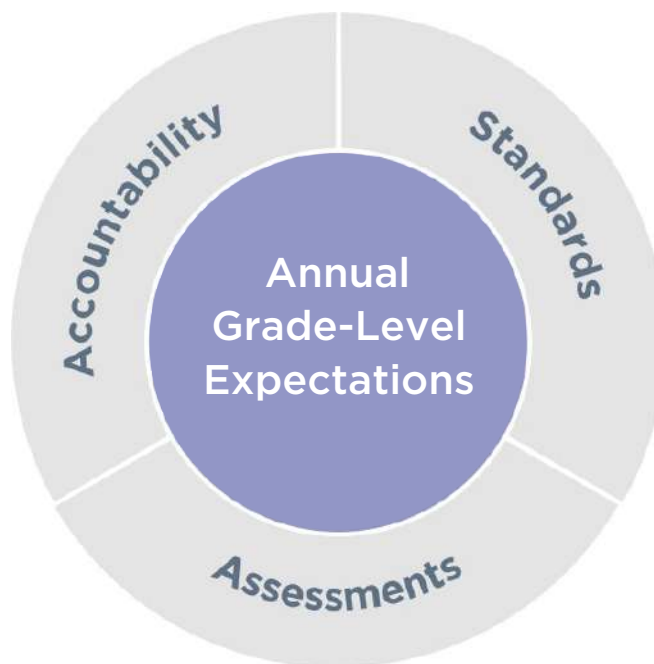 Accountability
Standards
Annual
Grade-Level
Expectations
Assessments